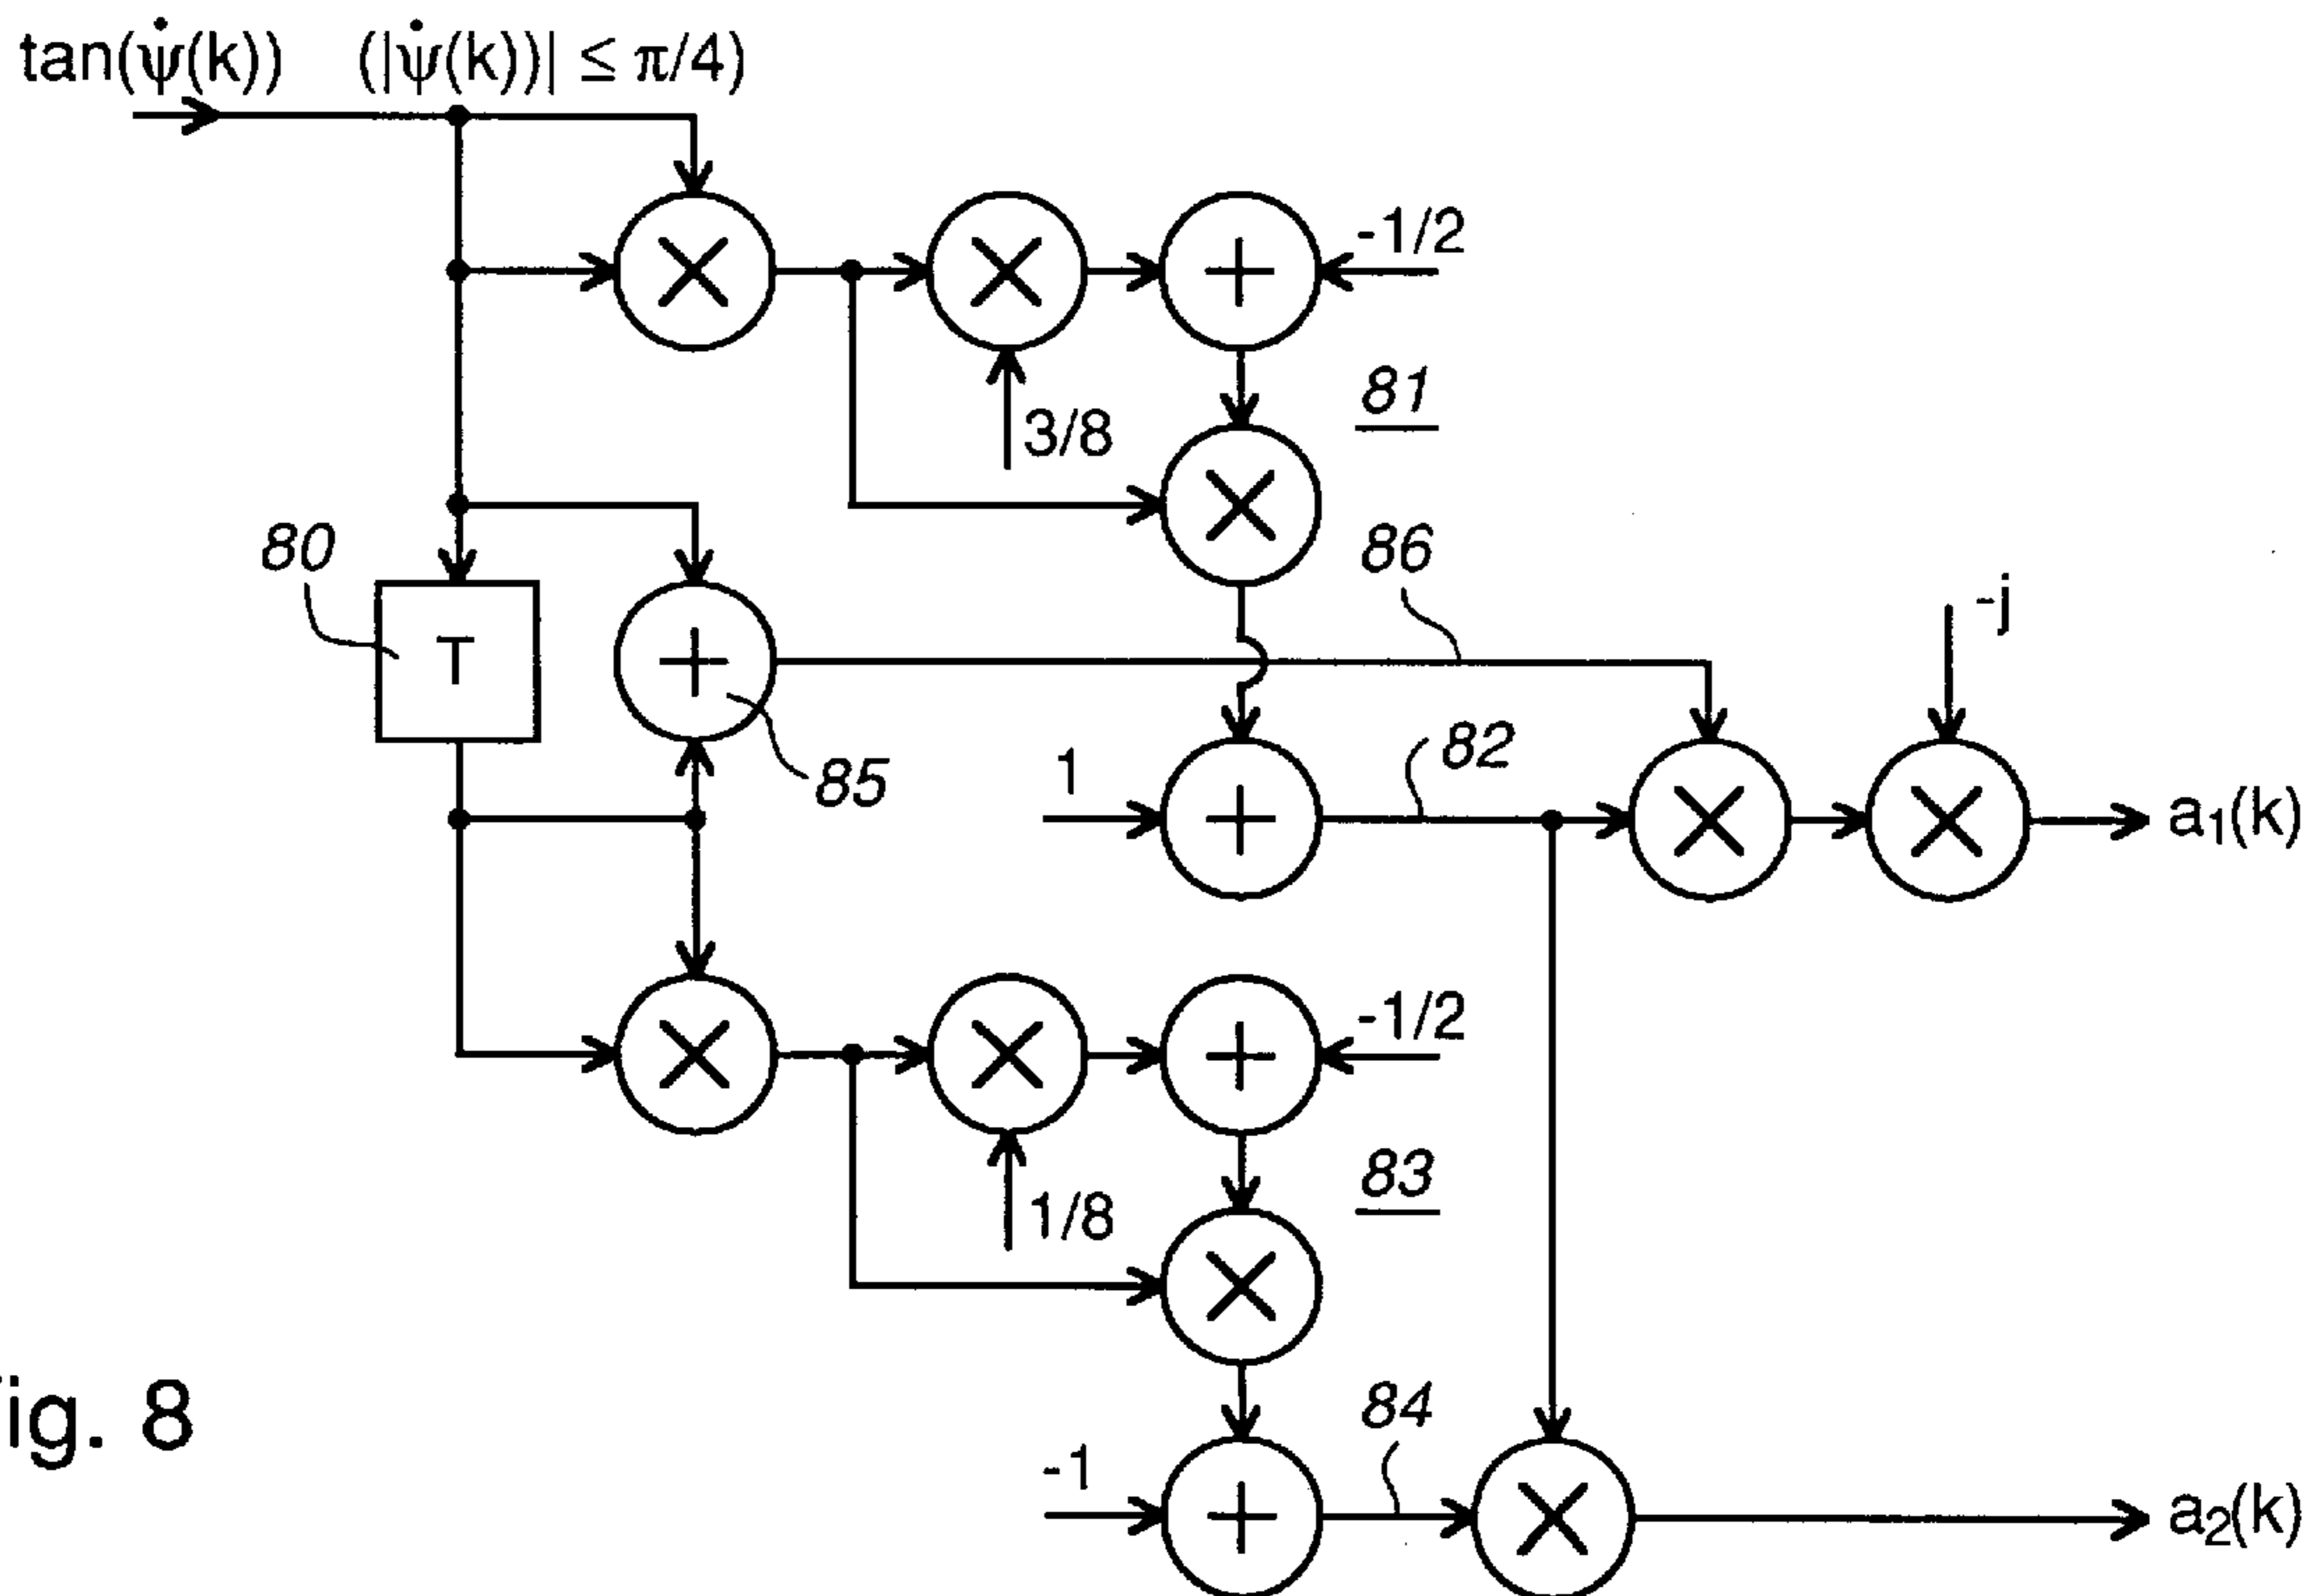 tan(ψ̇(k)) (|ψ̇(k))| ≤ π/4)
-1/2
81
3/8
80
86
-j
T
85
82
1
a₁(k)
-1/2
83
1/8
84
-1
a₂(k)
ig. 8